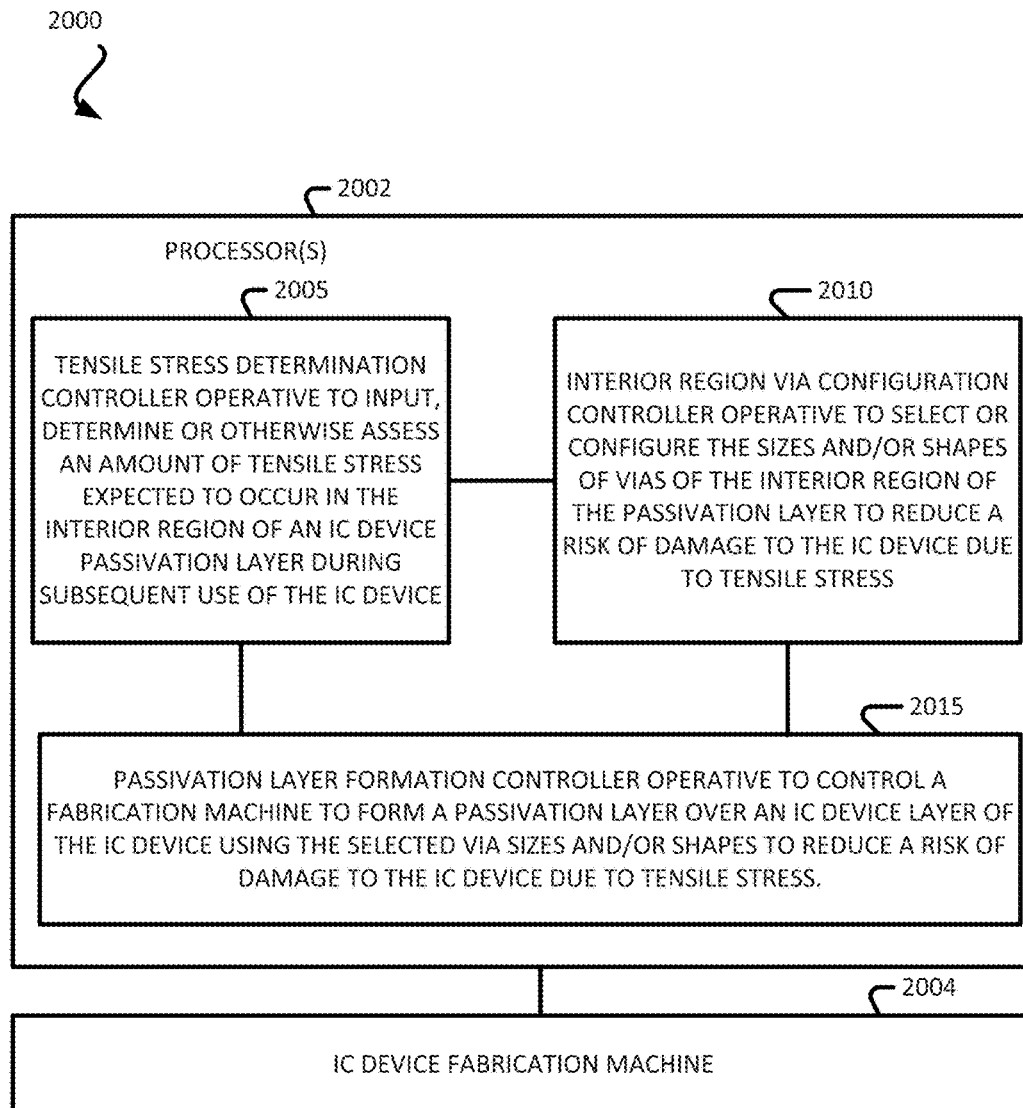 2000
2002
PROCESSOR(S)
2005
TENSILE STRESS DETERMINATION
CONTROLLER OPERATIVE TO INPUT,
DETERMINE OR OTHERWISE ASSESS
AN AMOUNT OF TENSILE STRESS
EXPECTED TO OCCUR IN THE
INTERIOR REGION OF AN IC DEVICE
PASSIVATION LAYER DURING
SUBSEQUENT USE OF THE IC DEVICE
2010
INTERIOR REGION VIA CONFIGURATION
CONTROLLER OPERATIVE TO SELECT OR
CONFIGURE THE SIZES AND/OR SHAPES
OF VIAS OF THE INTERIOR REGION OF
THE PASSIVATION LAYER TO REDUCE A
RISK OF DAMAGE TO THE IC DEVICE DUE
TO TENSILE STRESS
2015
PASSIVATION LAYER FORMATION CONTROLLER OPERATIVE TO CONTROL A
FABRICATION MACHINE TO FORM A PASSIVATION LAYER OVER AN IC DEVICE LAYER OF
THE IC DEVICE USING THE SELECTED VIA SIZES AND/OR SHAPES TO REDUCE A RISK OF
DAMAGE TO THE IC DEVICE DUE TO TENSILE STRESS.
2004
IC DEVICE FABRICATION MACHINE